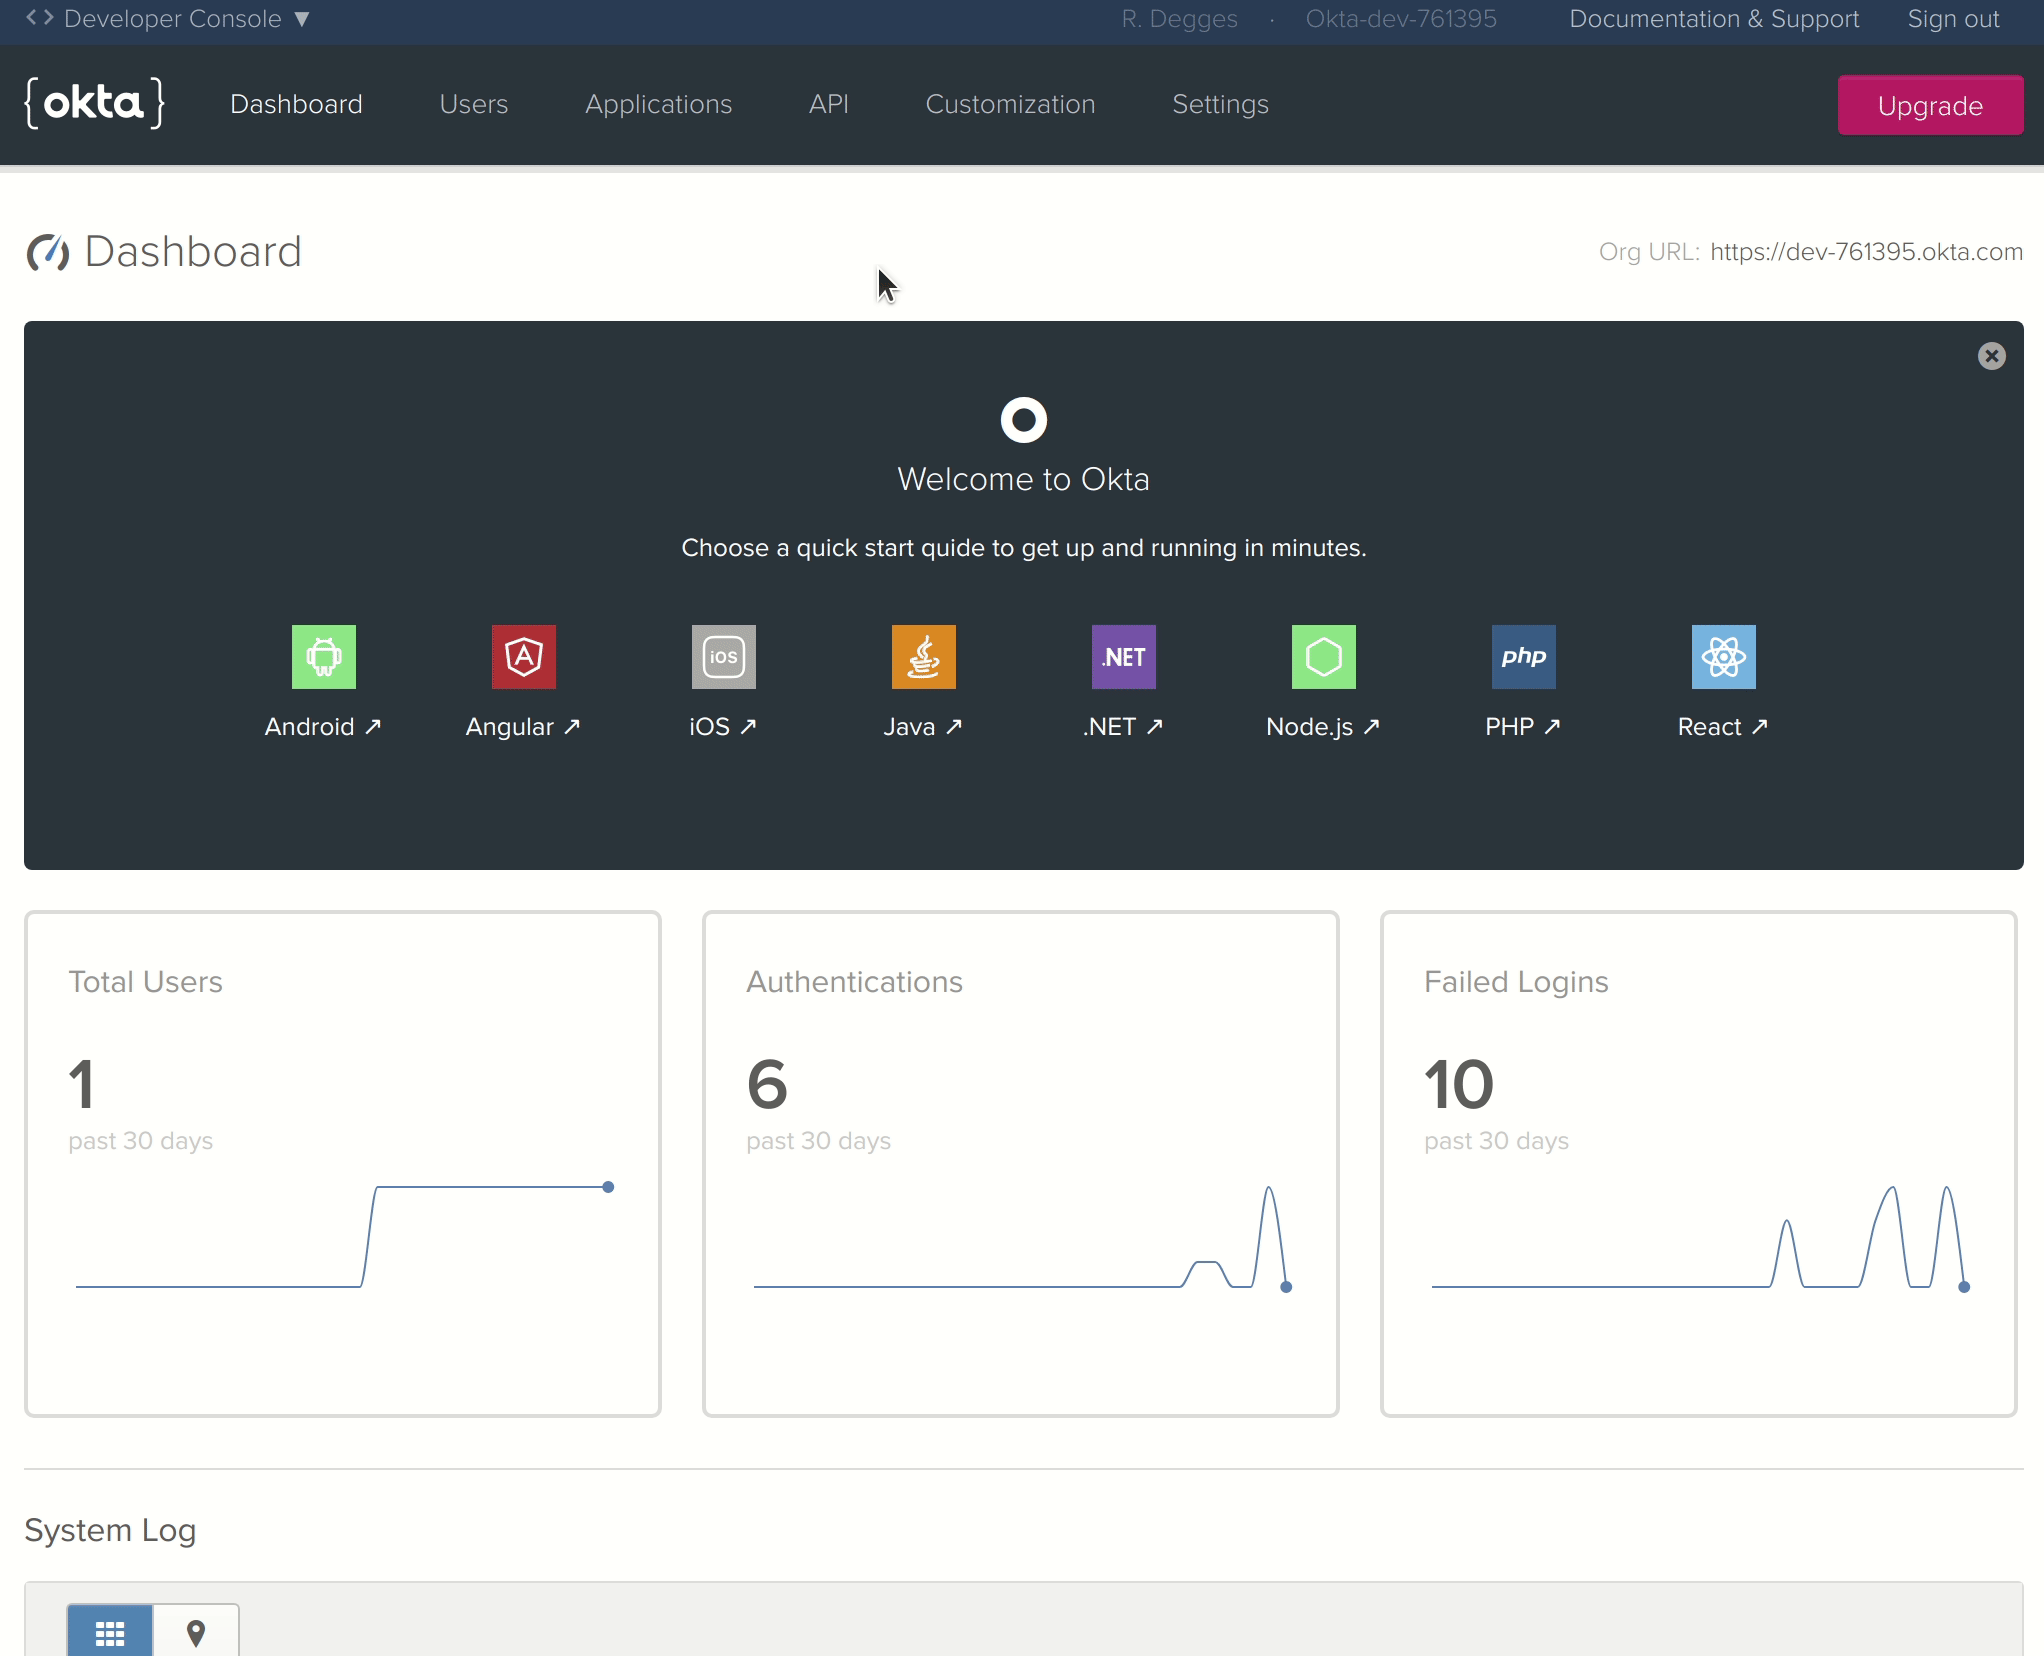 <> Developer Console ▼ R. Degges · Okta-dev-761395 Documentation & Support Sign out
{okta} Dashboard Users Applications API Customization Settings Upgrade
Dashboard Org URL: https://dev-761395.okta.com
Welcome to Okta
Choose a quick start quide to get up and running in minutes.
iOS .NET php
Android ↗ Angular ↗ iOS ↗ Java ↗ .NET ↗ Node.js ↗ PHP ↗ React ↗
Total Users Authentications Failed Logins
1 6 10
past 30 days past 30 days past 30 days
System Log